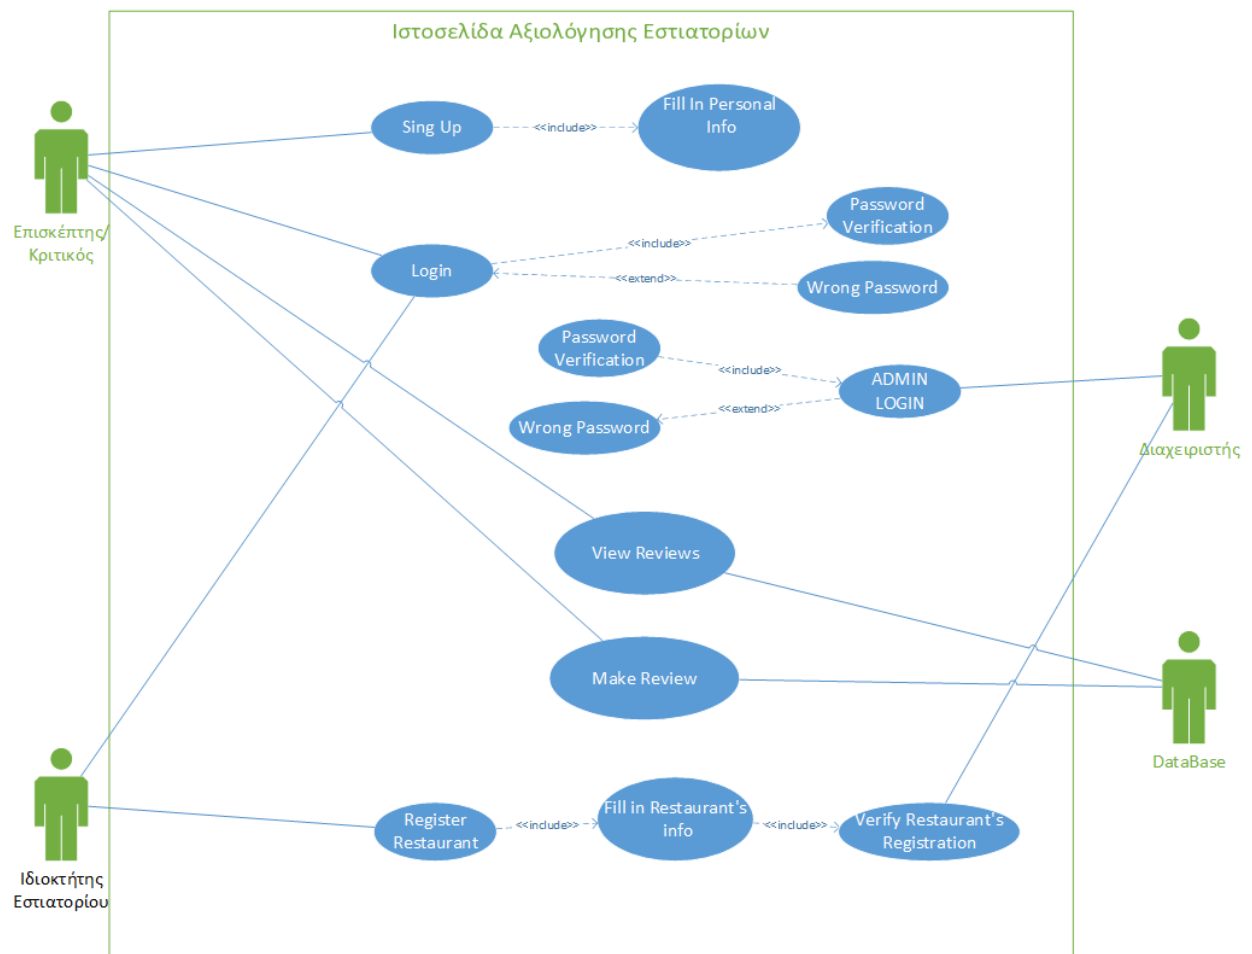 Ιστοσελίδα Αξιολόγησης Εστιατορίων
Sing Up
<<include>>
Fill In Personal
Info
Επισκέπτης/
Κριτικός
Login
<<include>>
Password
Verification
<<extend>>
Wrong Password
Password
Verification
<<include>>
ADMIN
LOGIN
<<extend>>
Wrong Password
Διαχειριστής
View Reviews
Make Review
DataBase
Ιδιοκτήτης
Εστιατορίου
Register
Restaurant
<<include>>
Fill in Restaurant's
info
<<include>>
Verify Restaurant's
Registration